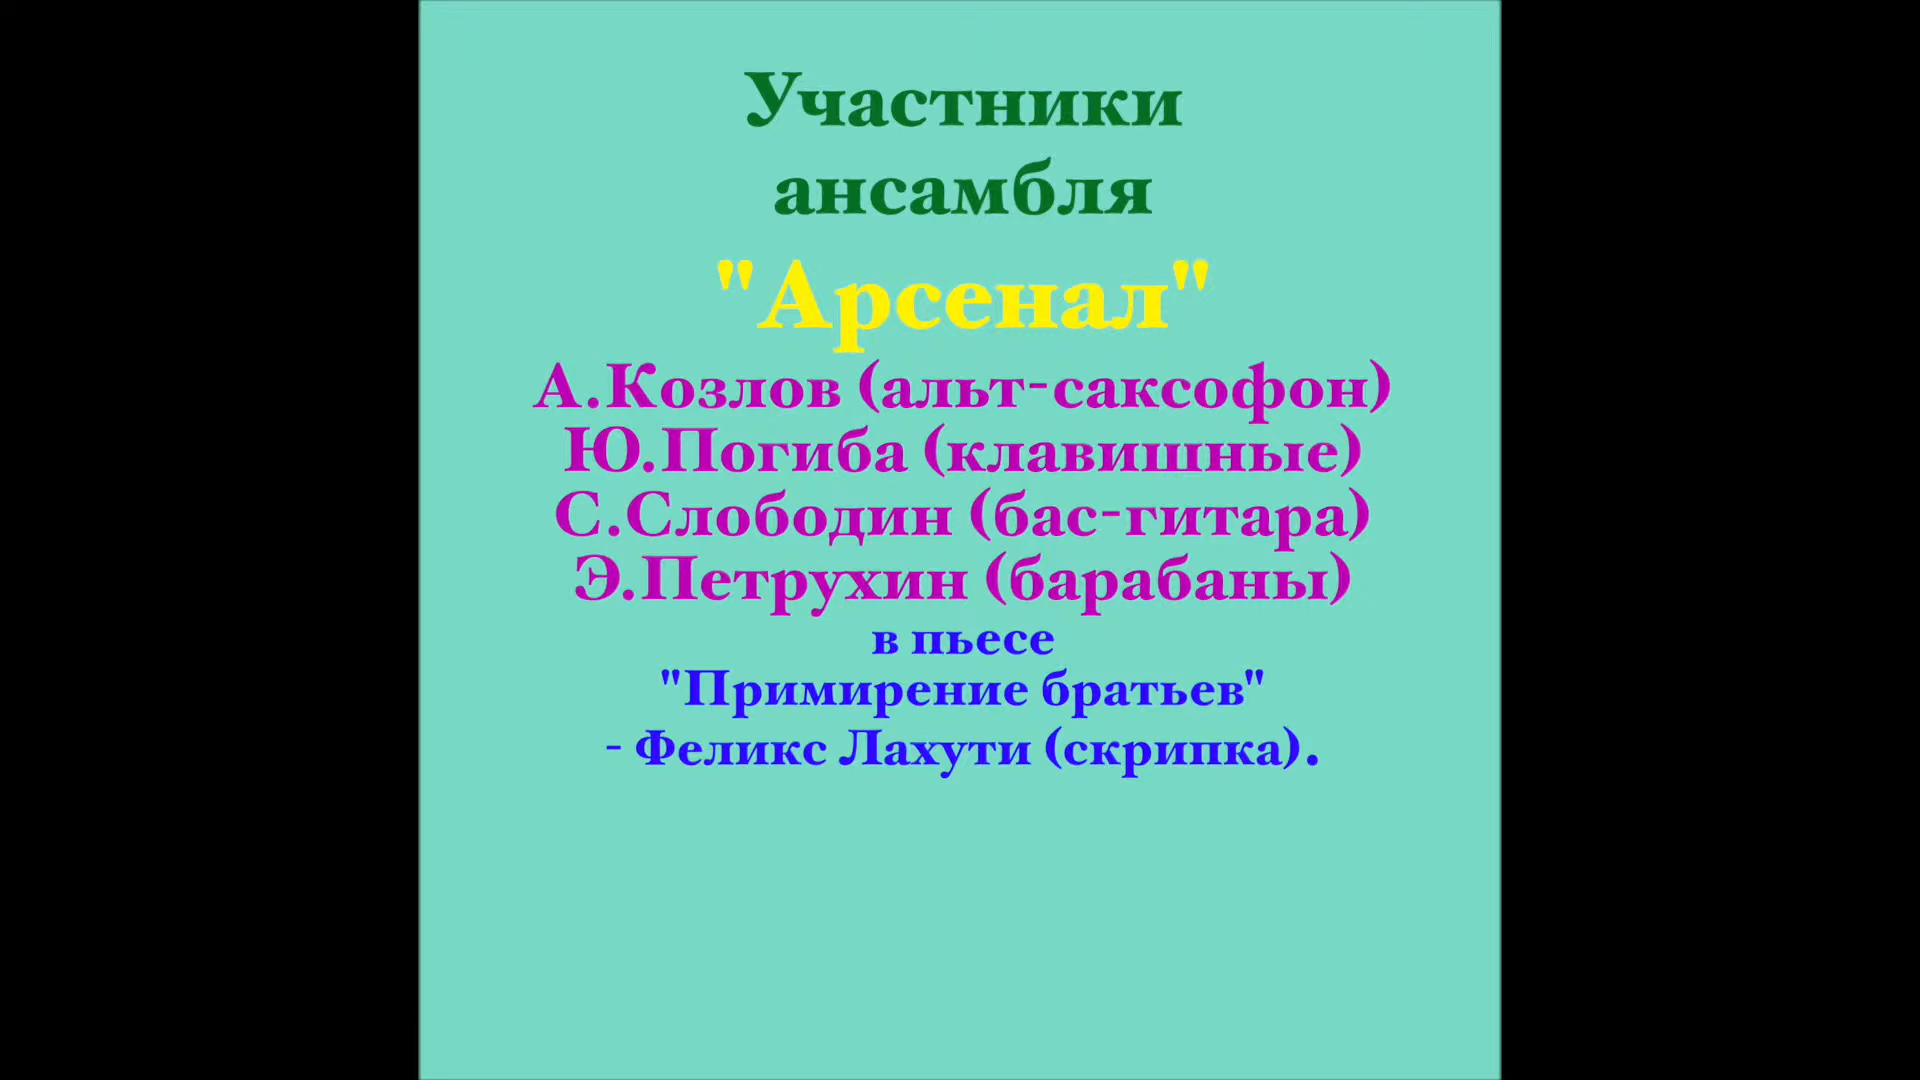 Участники
ансамбля
"Арсенал"
А.Козлов (альт-саксофон)
Ю.Погиба (клавишные)
С.Слободин (бас-гитара)
Э.Петрухин (барабаны)
в пьесе
"Примирение братьев"
- Феликс Лахути (скрипка).